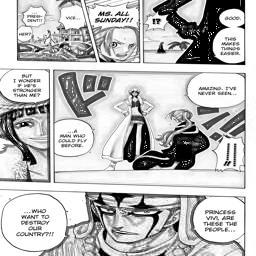 GOOD.
THIS
MAKES
THINGS
EASIER.
!?
MS. ALL
SUNDAY!!
VICE...
PRESI-
DENT!!
HER?
AMAZING. I'VE
NEVER SEEN...
...A
MAN WHO
COULD FLY
BEFORE.
BUT
I WONDER
IF HE'S
STRONGER
THAN ME?
PRINCESS
VIVI, ARE
THESE THE
PEOPLE...
...WHO
WANT TO
DESTROY
OUR
COUNTRY?!!